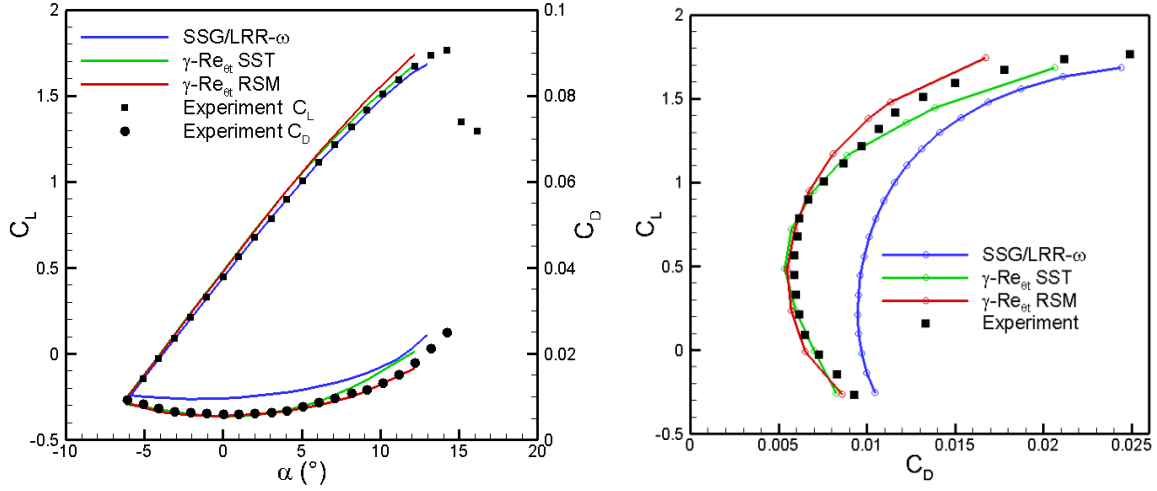 2
1.5
1
0.5
0
-0.5
C_L
0.1
0.08
0.06
0.04
0.02
0
C_D
-10
-5
0
5
10
15
20
α (°)
SSG/LRR-ω
γ-Re_θt SST
γ-Re_θt RSM
Experiment C_L
Experiment C_D
2
1.5
1
0.5
0
-0.5
C_L
0
0.005
0.01
0.015
0.02
0.025
C_D
SSG/LRR-ω
γ-Re_θt SST
γ-Re_θt RSM
Experiment